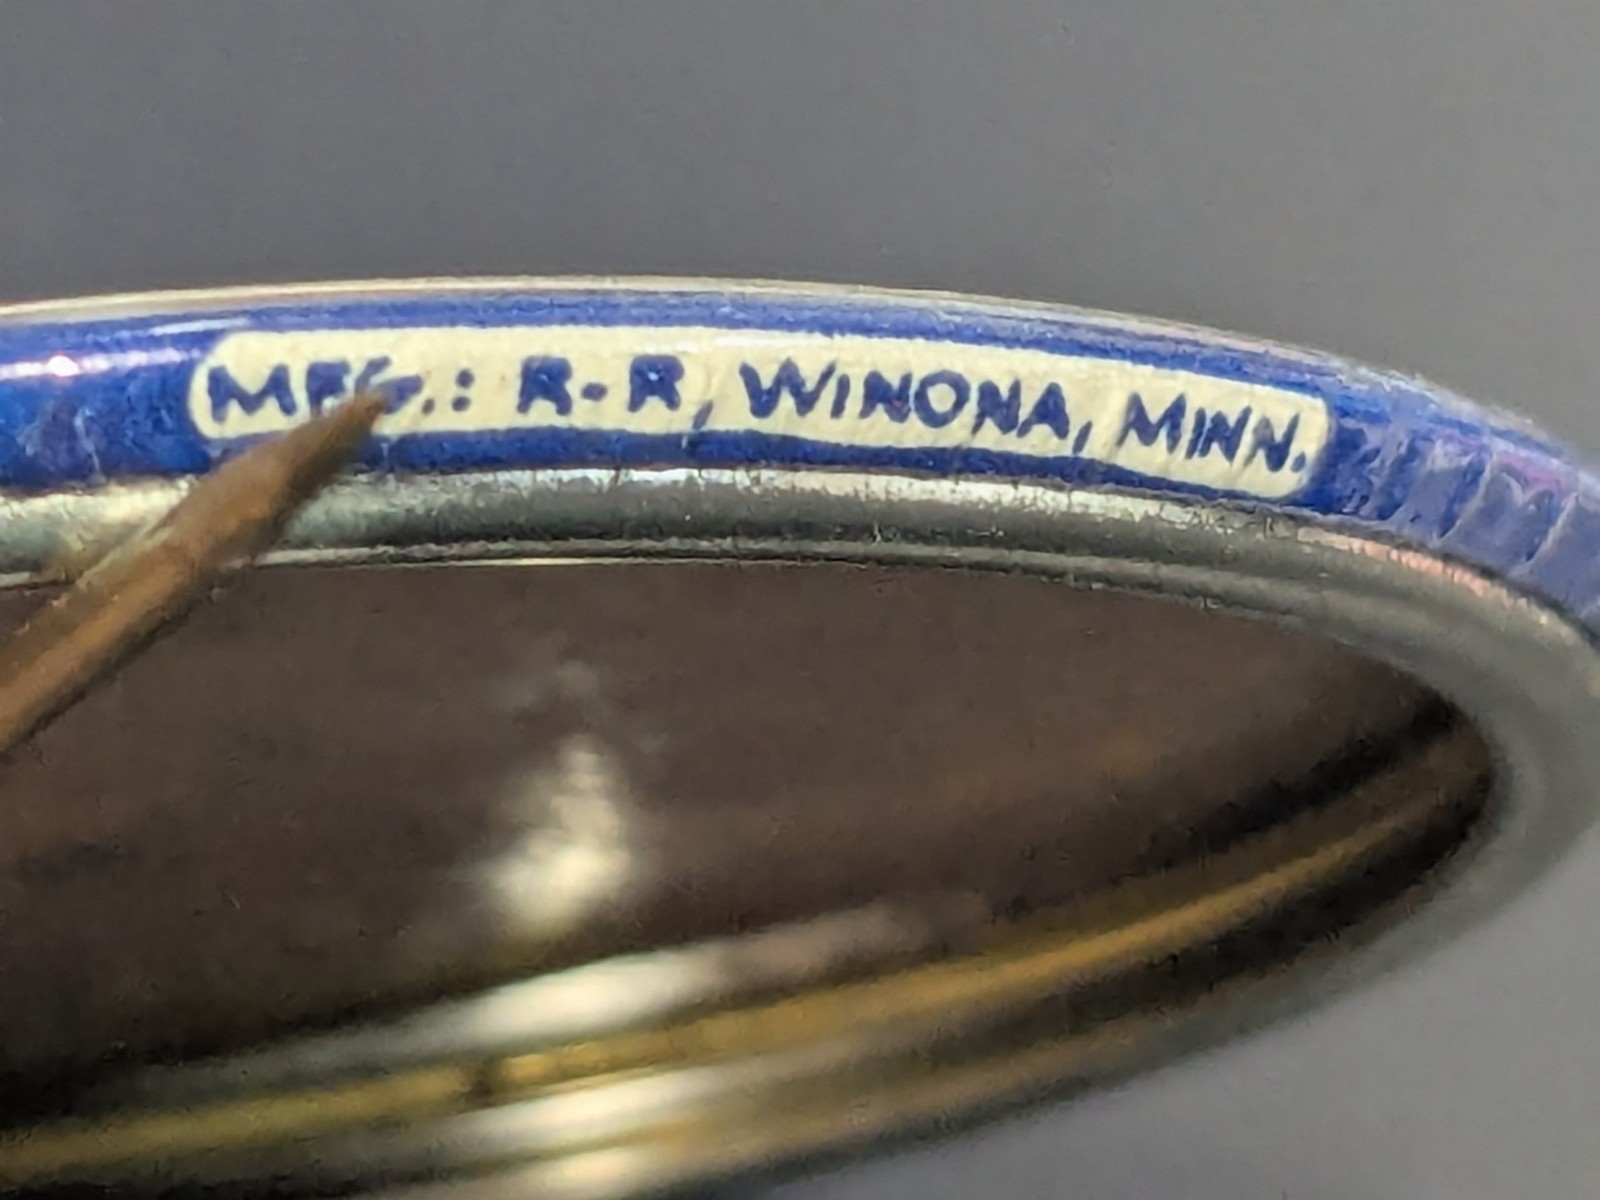 MFG.: R-R, WINONA, MINN.